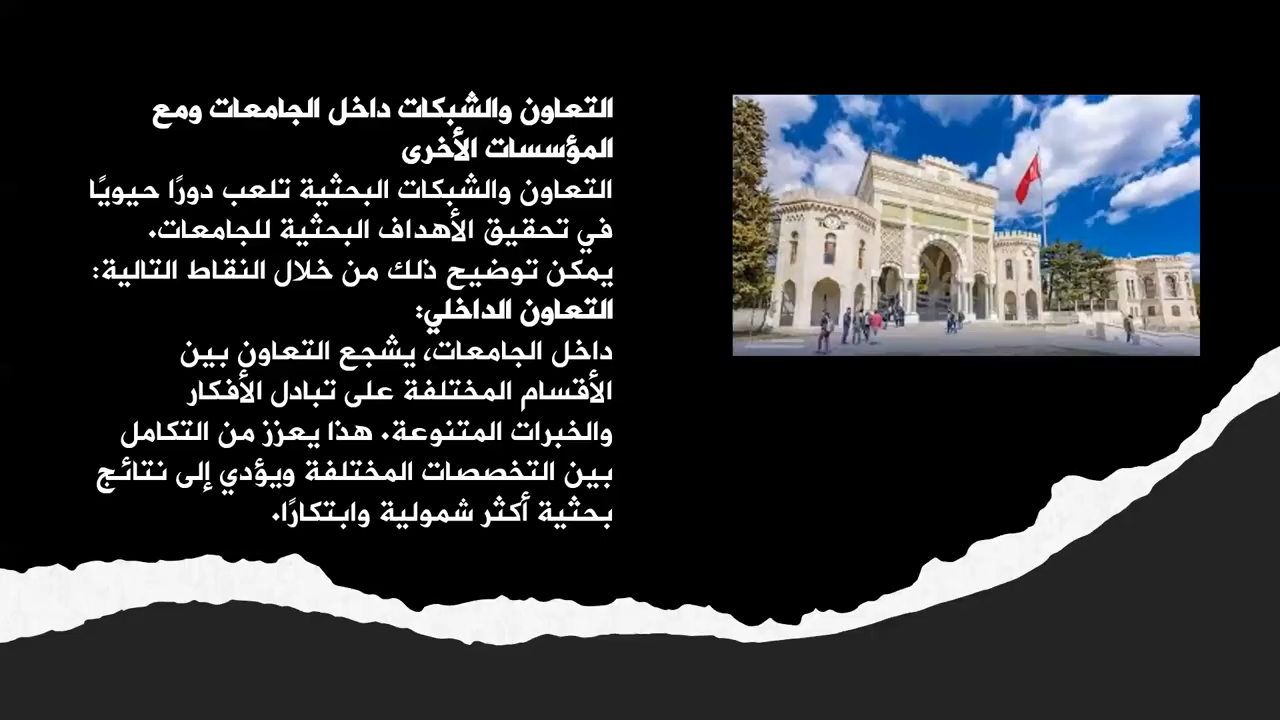 التعاون والشبكات داخل الجامعات ومع
المؤسسات الأخرى
التعاون والشبكات البحثية تلعب دورًا حيويًا
في تحقيق الأهداف البحثية للجامعات.
يمكن توضيح ذلك من خلال النقاط التالية:
التعاون الداخلي:
داخل الجامعات، يشجع التعاون بين
الأقسام المختلفة على تبادل الأفكار
والخبرات المتنوعة. هذا يعزز من التكامل
بين التخصصات المختلفة ويؤدي إلى نتائج
بحثية أكثر شمولية وابتكارًا.